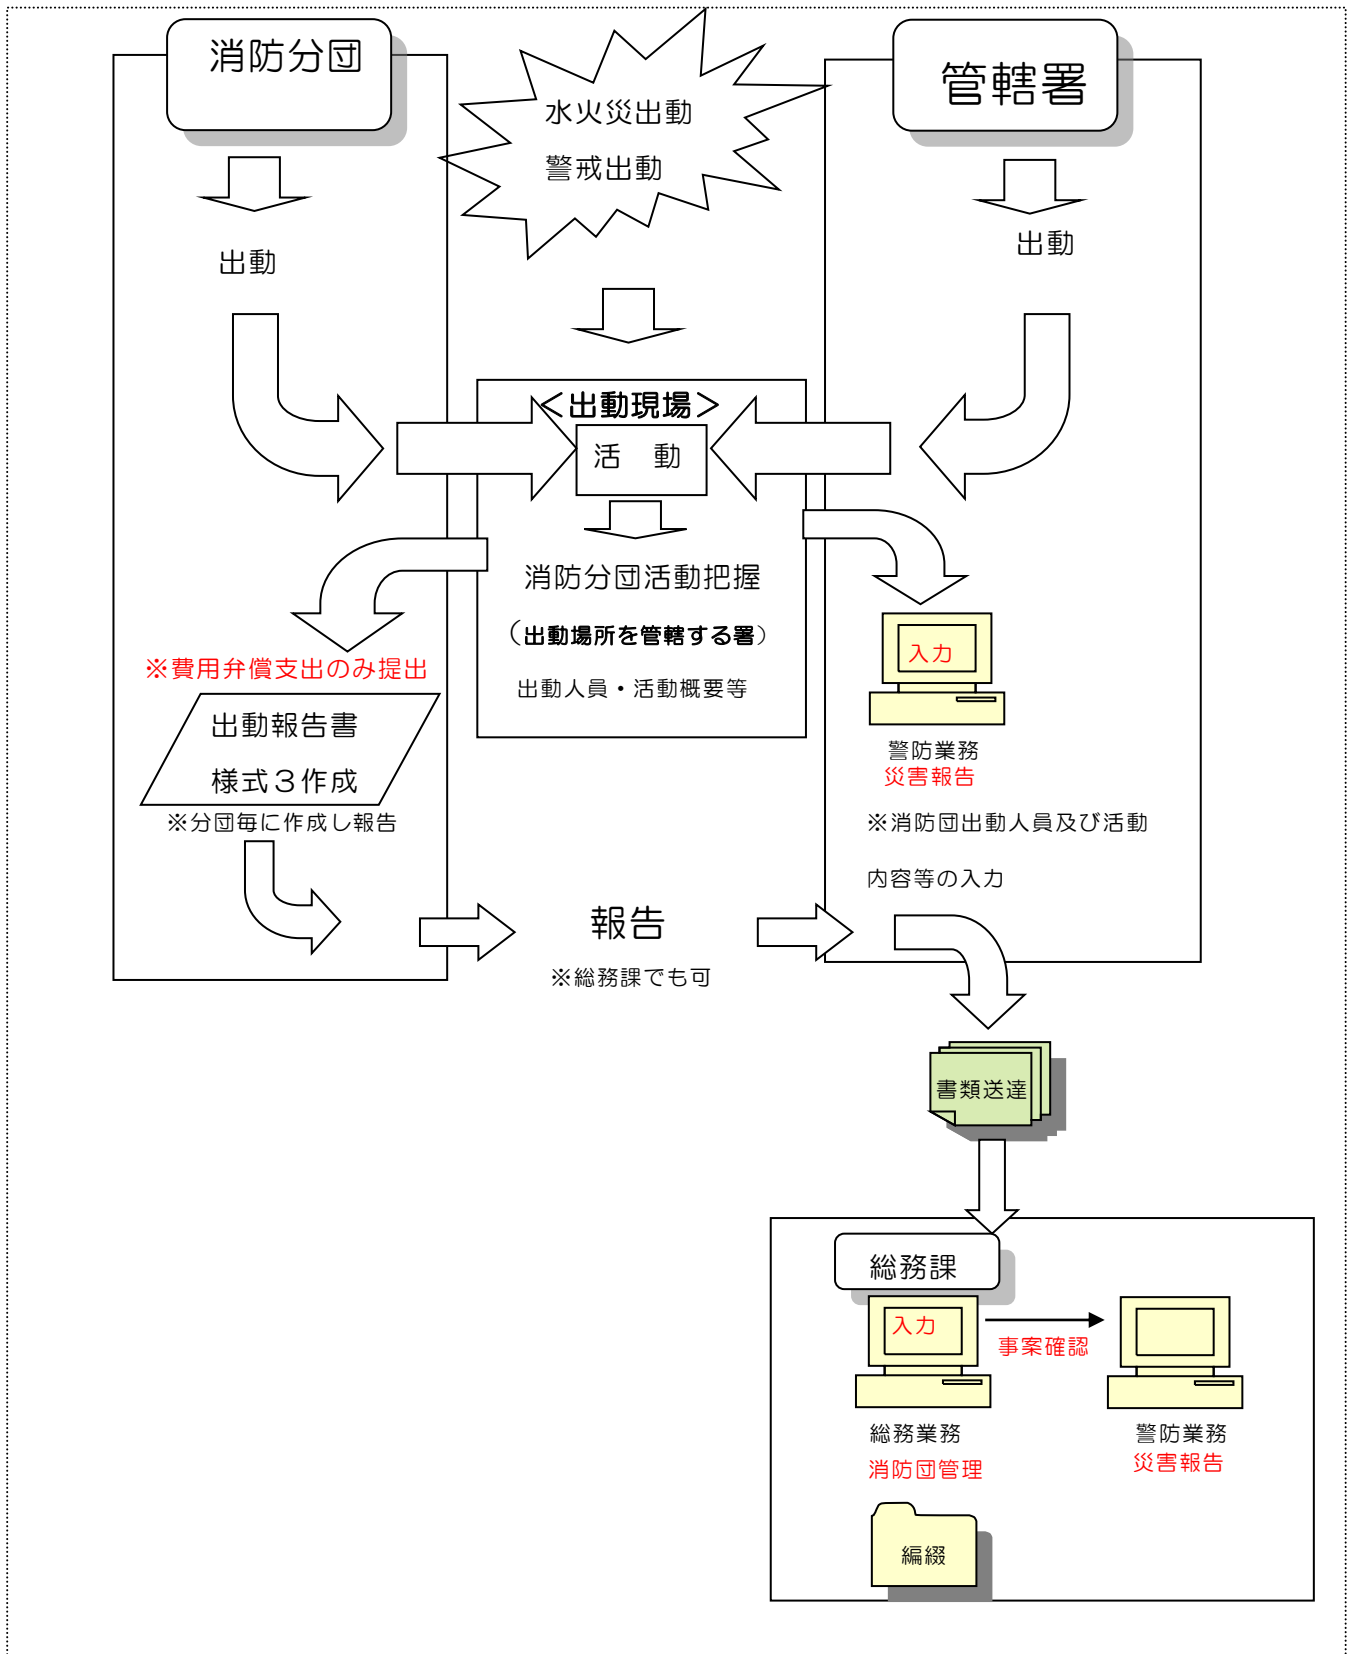 消防分団
水火災出動
警戒出動
管轄署
出動
出動
＜出動現場＞
活　動
消防分団活動把握
（出動場所を管轄する署）
出動人員・活動概要等
※費用弁償支出のみ提出
出動報告書
様式３作成
※分団毎に作成し報告
入力
警防業務
災害報告
※消防団出動人員及び活動
内容等の入力
報告
※総務課でも可
書類送達
総務課
入力
事案確認
総務業務
消防団管理
警防業務
災害報告
編綴